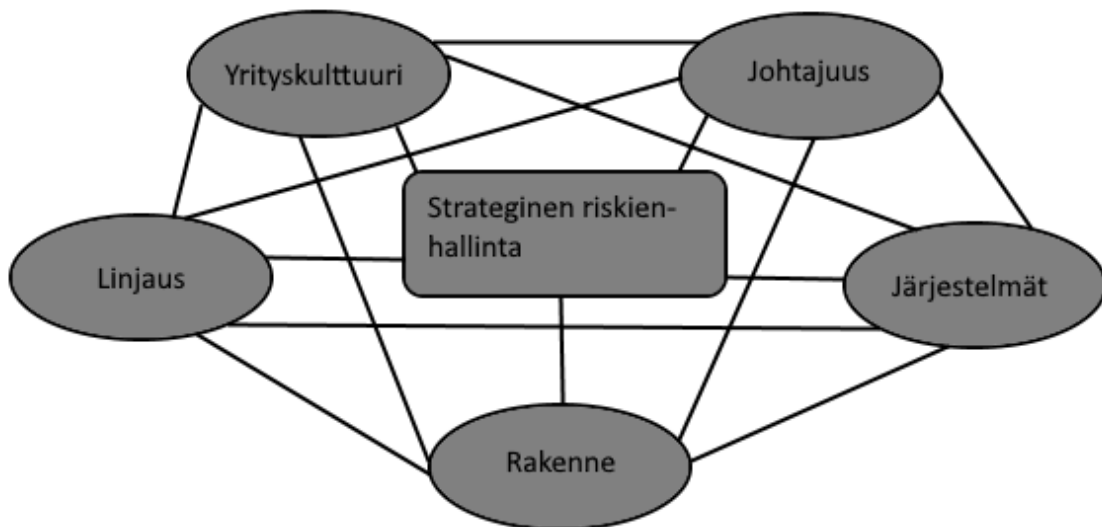 Yrityskulttuuri
Johtajuus
Strateginen riskien-
hallinta
Linjaus
Järjestelmät
Rakenne